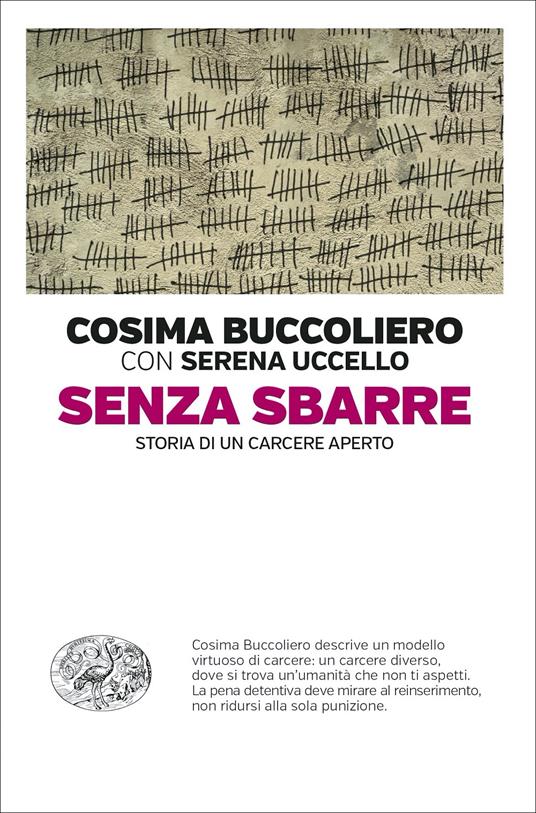 COSIMA BUCCOLIERO
CON SERENA UCCELLO
SENZA SBARRE
STORIA DI UN CARCERE APERTO
Cosima Buccoliero descrive un modello
virtuoso di carcere: un carcere diverso,
dove si trova un'umanità che non ti aspetti.
La pena detentiva deve mirare al reinserimento,
non ridursi alla sola punizione.